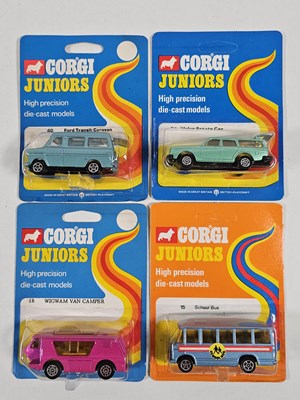 CORGI
JUNIORS
High precision
die-cast models
60 Ford Transit Caravan
CORGI
JUNIORS
High precision
die-cast models
CORGI
JUNIORS
High precision
die-cast models
18 WIGWAM VAN CAMPER
CORGI
JUNIORS
High precision
die-cast models
15 School Bus